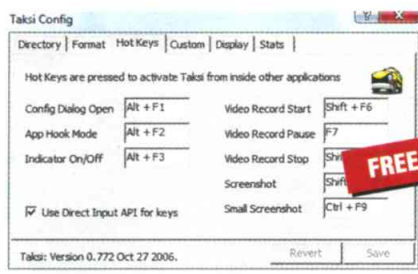 Taksi Config
Directory Format Hot Keys Custom Display Stats
Hot Keys are pressed to activate Taksi from inside other applications
Config Dialog Open Alt + F1 Video Record Start Shift + F6
App Hook Mode Alt + F2 Video Record Pause F7
Indicator On/Off Alt + F3 Video Record Stop
FREE
Screenshot Shift
Use Direct Input API for keys Small Screenshot Ctrl + F9
Taksi: Version 0.772 Oct 27 2006. Revert Save